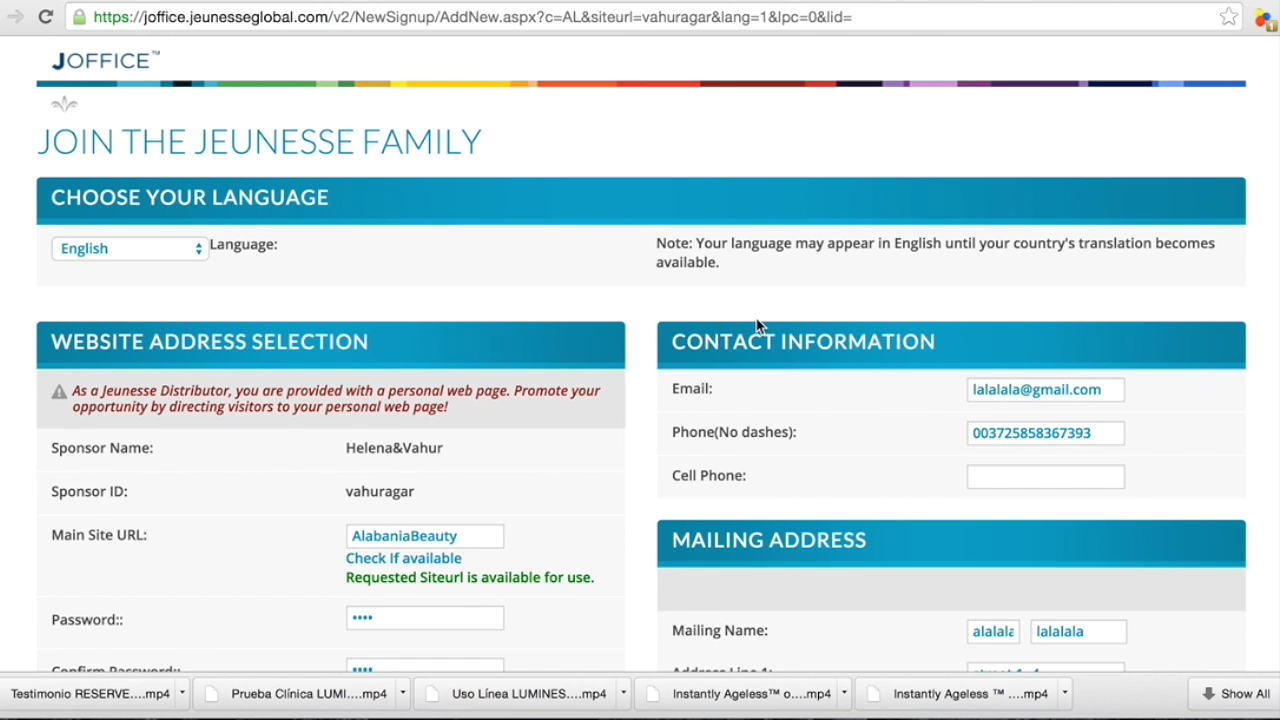 https://joffice.jeunesseglobal.com/v2/NewSignup/AddNew.aspx?c=AL&siteurl=vahuragar&lang=1&lpc=0&lid=
JOFFICE™
JOIN THE JEUNESSE FAMILY
CHOOSE YOUR LANGUAGE
English
Language:
Note: Your language may appear in English until your country's translation becomes
available.
WEBSITE ADDRESS SELECTION
As a Jeunesse Distributor, you are provided with a personal web page. Promote your
opportunity by directing visitors to your personal web page!
Sponsor Name: Helena&Vahur
Sponsor ID: vahuragar
Main Site URL: AlabaniaBeauty
Check If available
Requested Siteurl is available for use.
Password:: ••••
Confirm Password:: ••••
CONTACT INFORMATION
Email: lalalala@gmail.com
Phone(No dashes): 003725858367393
Cell Phone:
MAILING ADDRESS
Mailing Name: alalala lalalala
Address Line 1:
Testimonio RESERVE....mp4
Prueba Clínica LUMI....mp4
Uso Línea LUMINES....mp4
Instantly Ageless™ o....mp4
Instantly Ageless ™ ....mp4
Show All
1